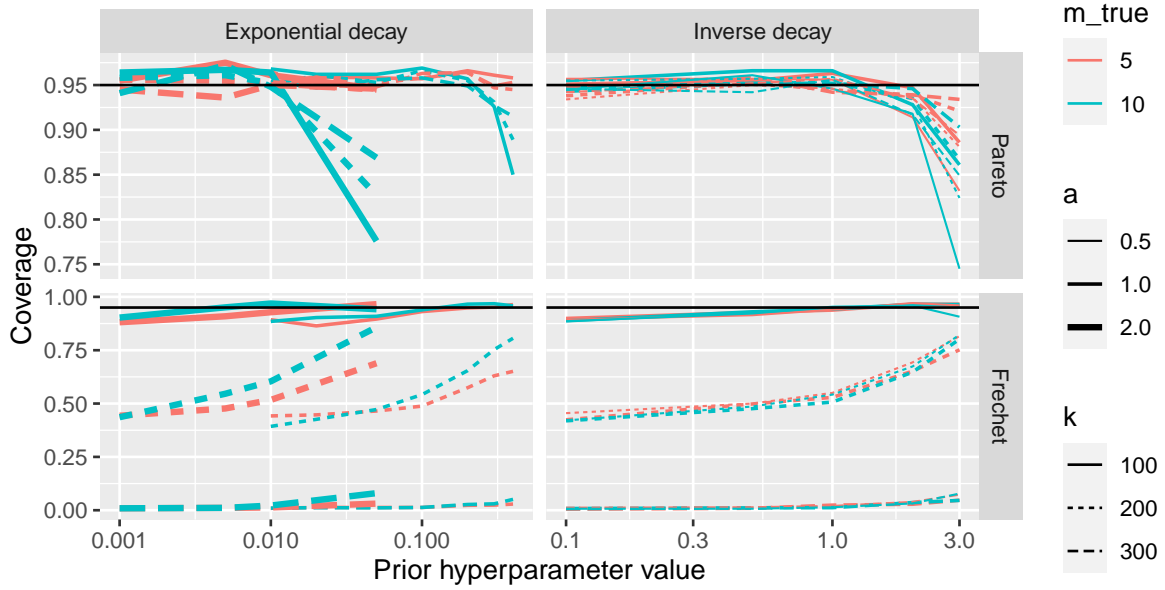 Exponential decay
Inverse decay
0.95
0.90
0.85
0.80
0.75
Pareto
1.00
0.75
0.50
0.25
0.00
Frechet
Coverage
0.001
0.010
0.100
0.1
0.3
1.0
3.0
Prior hyperparameter value
m_true
5
10
a
0.5
1.0
2.0
k
100
200
300